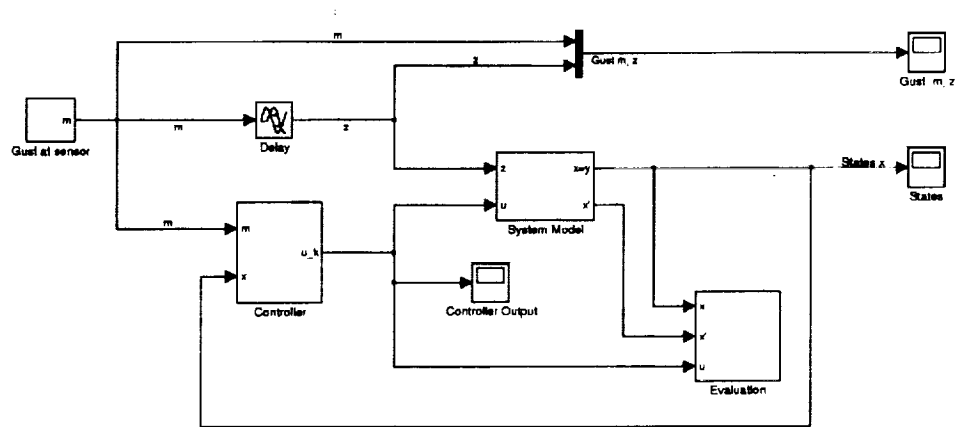 m
z
Gust m, z
Gust m, z
m
Gust at sensor
m
Delay
z
z
u
x=y
x'
System Model
States x
States
m
m
x
u_k
Controller
Controller Output
x
x'
u
Evaluation